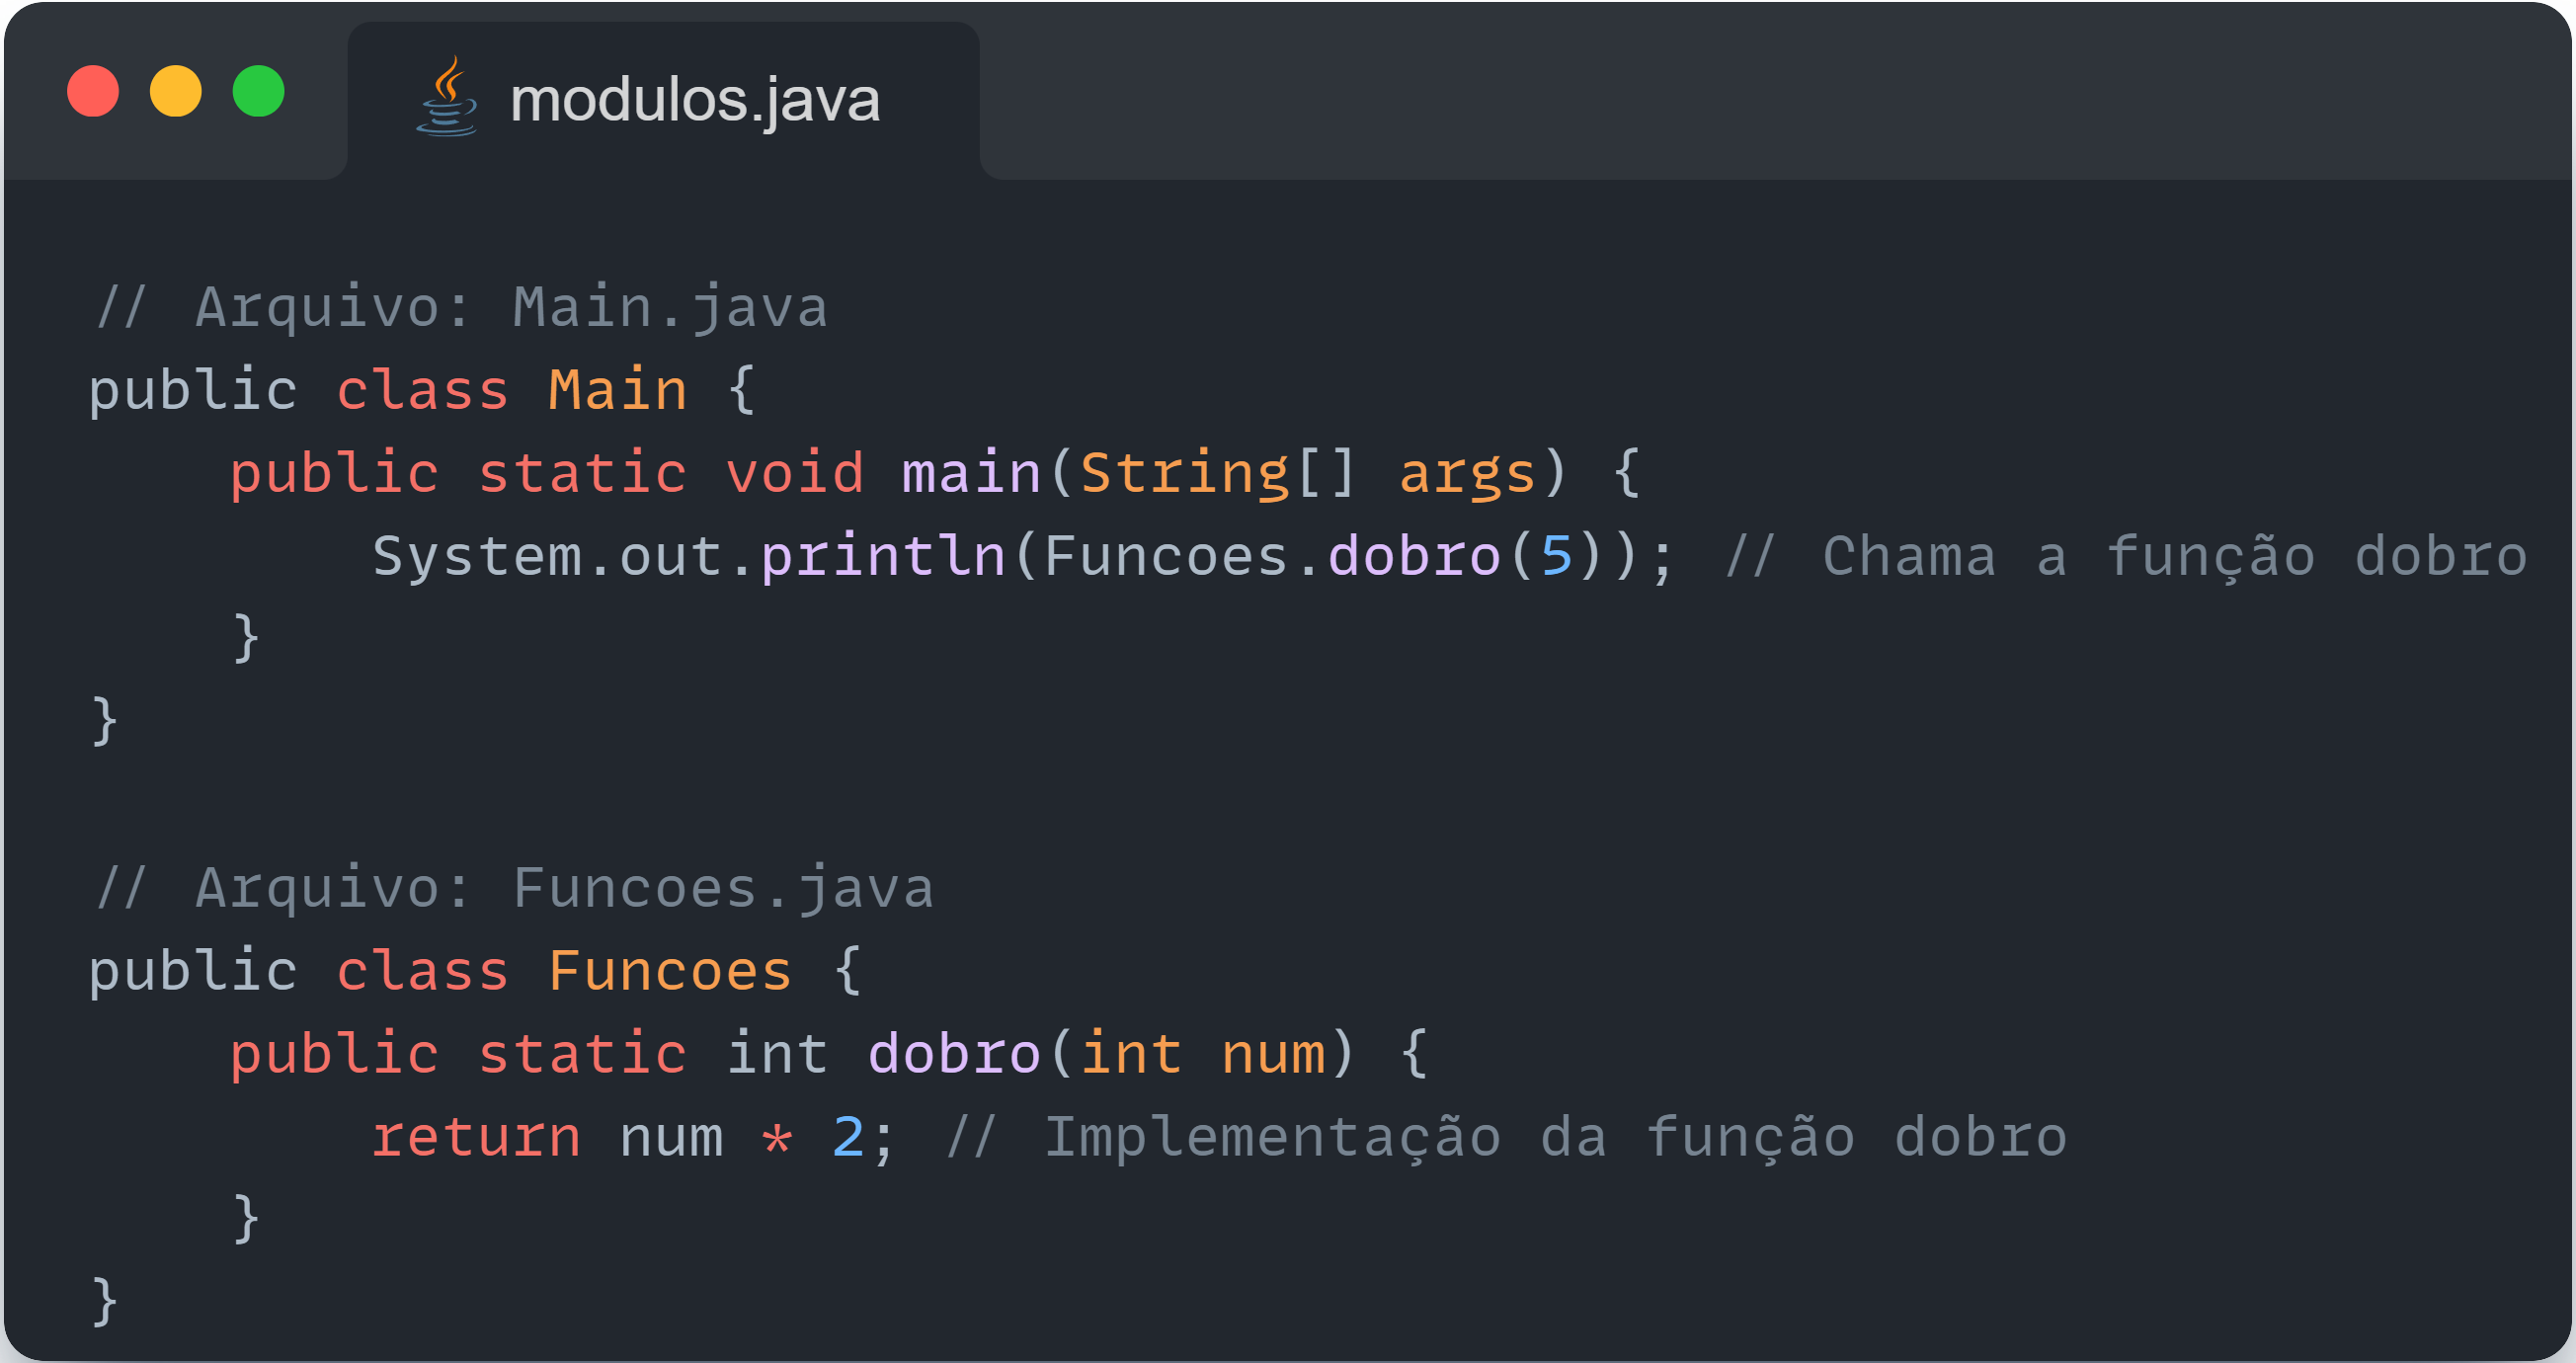 modulos.java
// Arquivo: Main.java
public class Main {
    public static void main(String[] args) {
        System.out.println(Funcoes.dobro(5)); // Chama a função dobro
    }
}

// Arquivo: Funcoes.java
public class Funcoes {
    public static int dobro(int num) {
        return num * 2; // Implementação da função dobro
    }
}